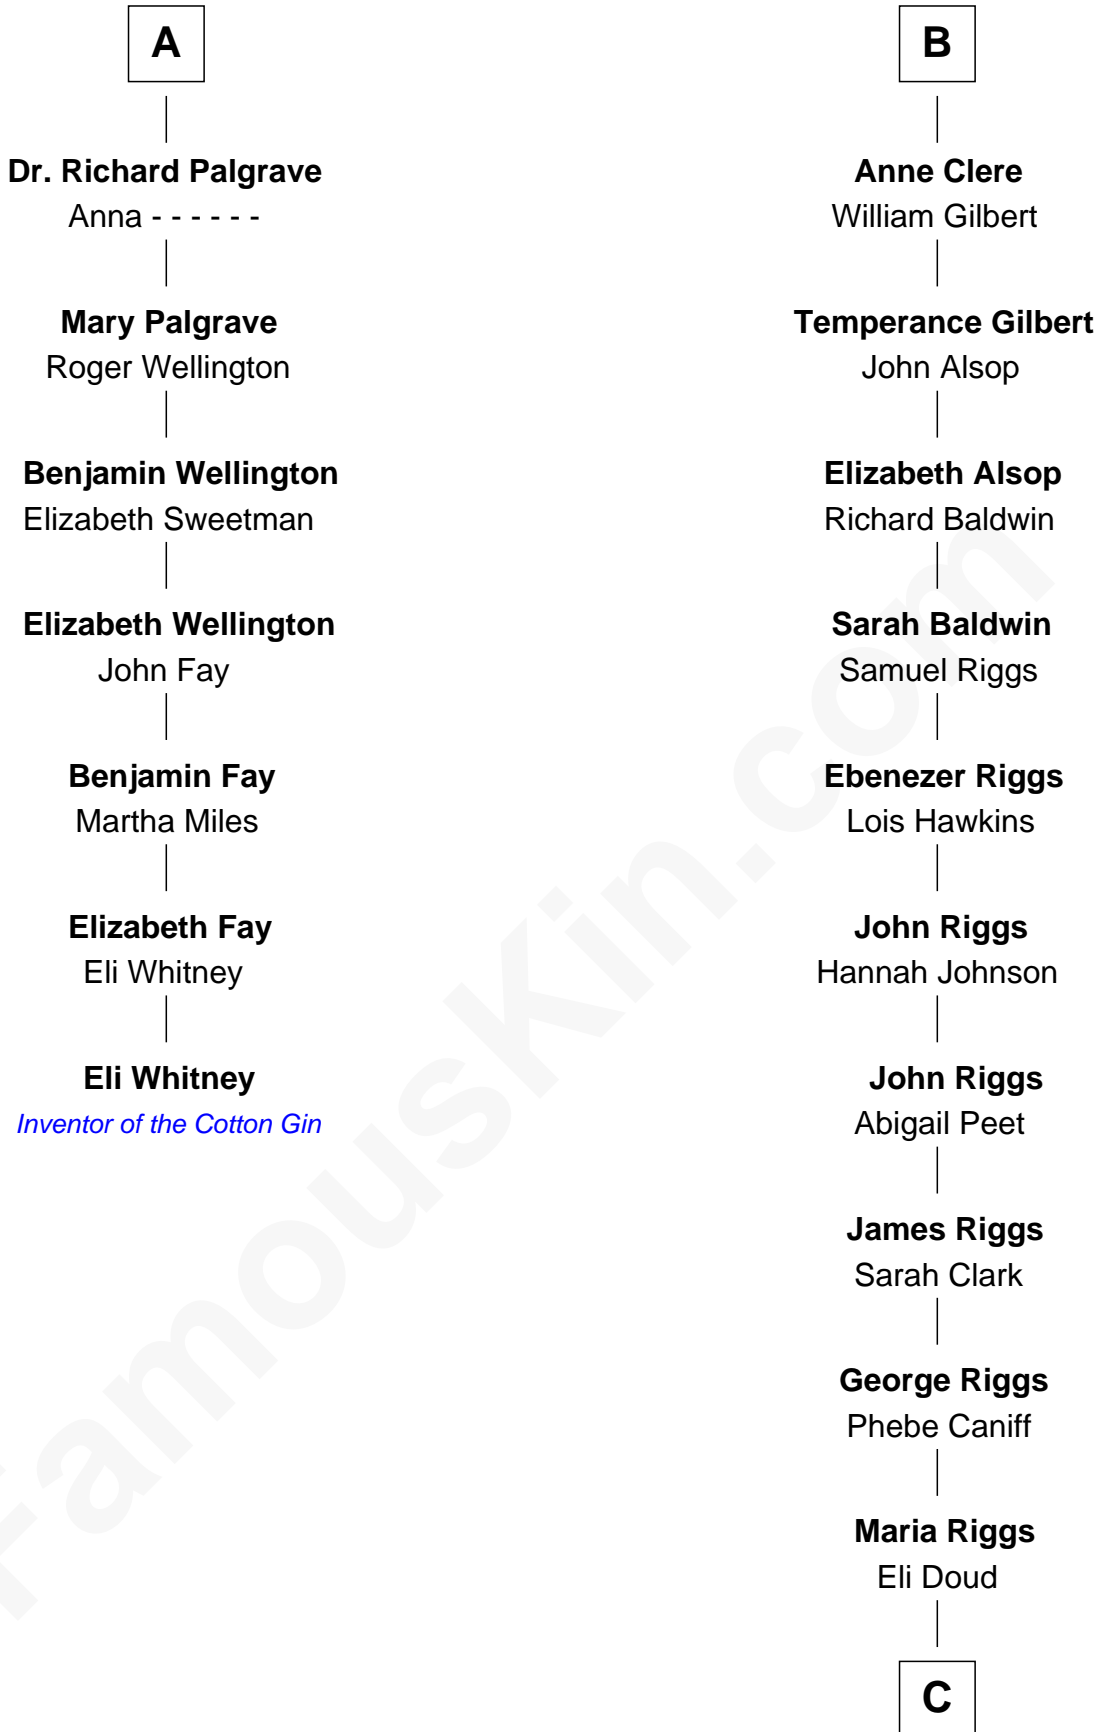 A
Dr. Richard Palgrave
Anna - - - - - -
Mary Palgrave
Roger Wellington
Benjamin Wellington
Elizabeth Sweetman
Elizabeth Wellington
John Fay
Benjamin Fay
Martha Miles
Elizabeth Fay
Eli Whitney
Eli Whitney
Inventor of the Cotton Gin
B
Anne Clere
William Gilbert
Temperance Gilbert
John Alsop
Elizabeth Alsop
Richard Baldwin
Sarah Baldwin
Samuel Riggs
Ebenezer Riggs
Lois Hawkins
John Riggs
Hannah Johnson
John Riggs
Abigail Peet
James Riggs
Sarah Clark
George Riggs
Phebe Caniff
Maria Riggs
Eli Doud
C
FamousKin.com